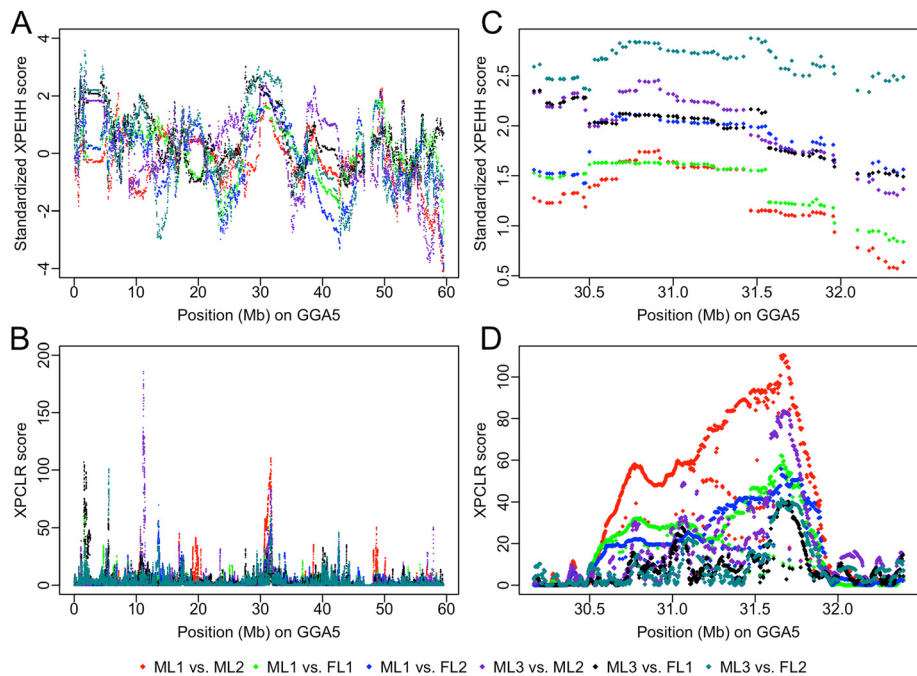 A
C
Standardized XPEHH score
4
2
0
-2
-4
0 10 20 30 40 50 60
Position (Mb) on GGA5
Standardized XPEHH score
2.5
2.0
1.5
1.0
0.5
30.5 31.0 31.5 32.0
Position (Mb) on GGA5
B
D
XPCLR score
200
150
100
50
0
0 10 20 30 40 50 60
Position (Mb) on GGA5
XPCLR score
100
80
60
40
20
0
30.5 31.0 31.5 32.0
Position (Mb) on GGA5
ML1 vs. ML2 ML1 vs. FL1 ML1 vs. FL2 ML3 vs. ML2 ML3 vs. FL1 ML3 vs. FL2